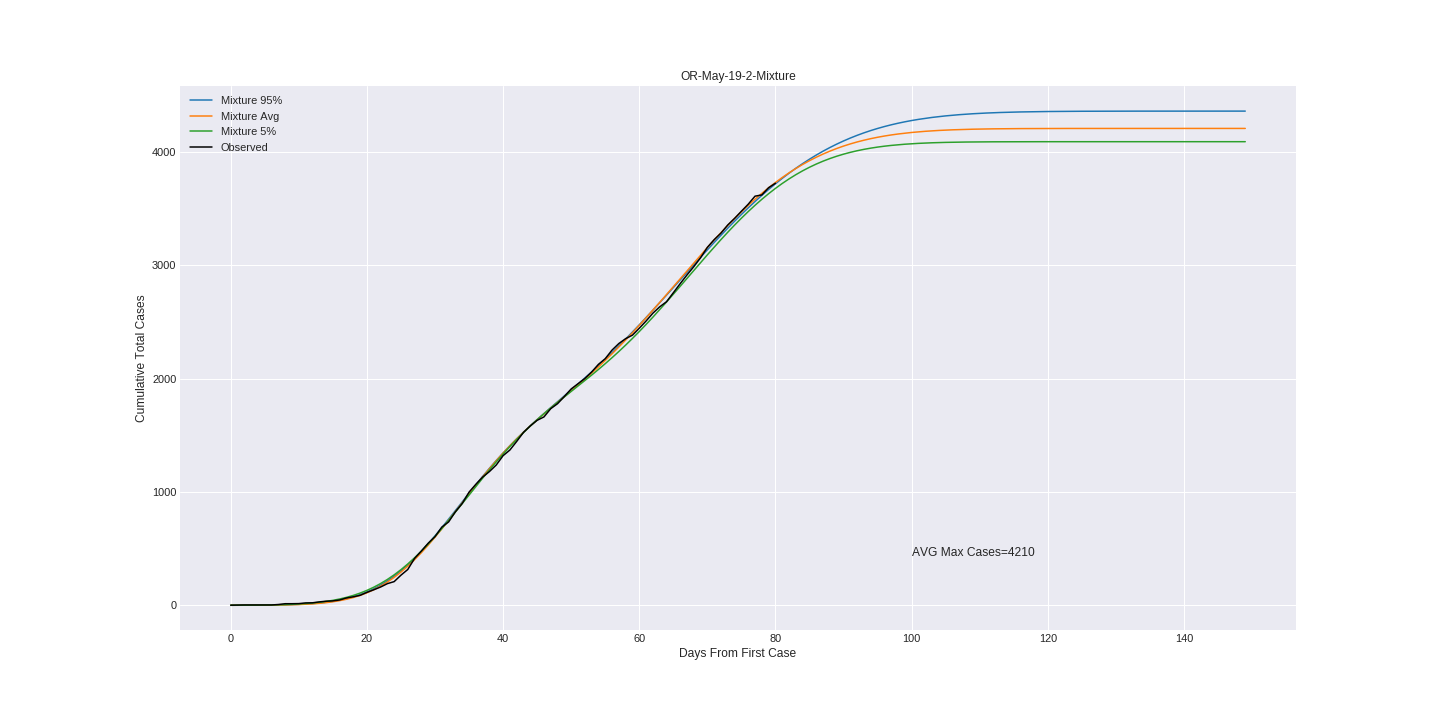 OR-May-19-2-Mixture
Mixture 95%
Mixture Avg
Mixture 5%
Observed
4000
3000
2000
1000
0
Cumulative Total Cases
AVG Max Cases=4210
0 20 40 60 80 100 120 140
Days From First Case